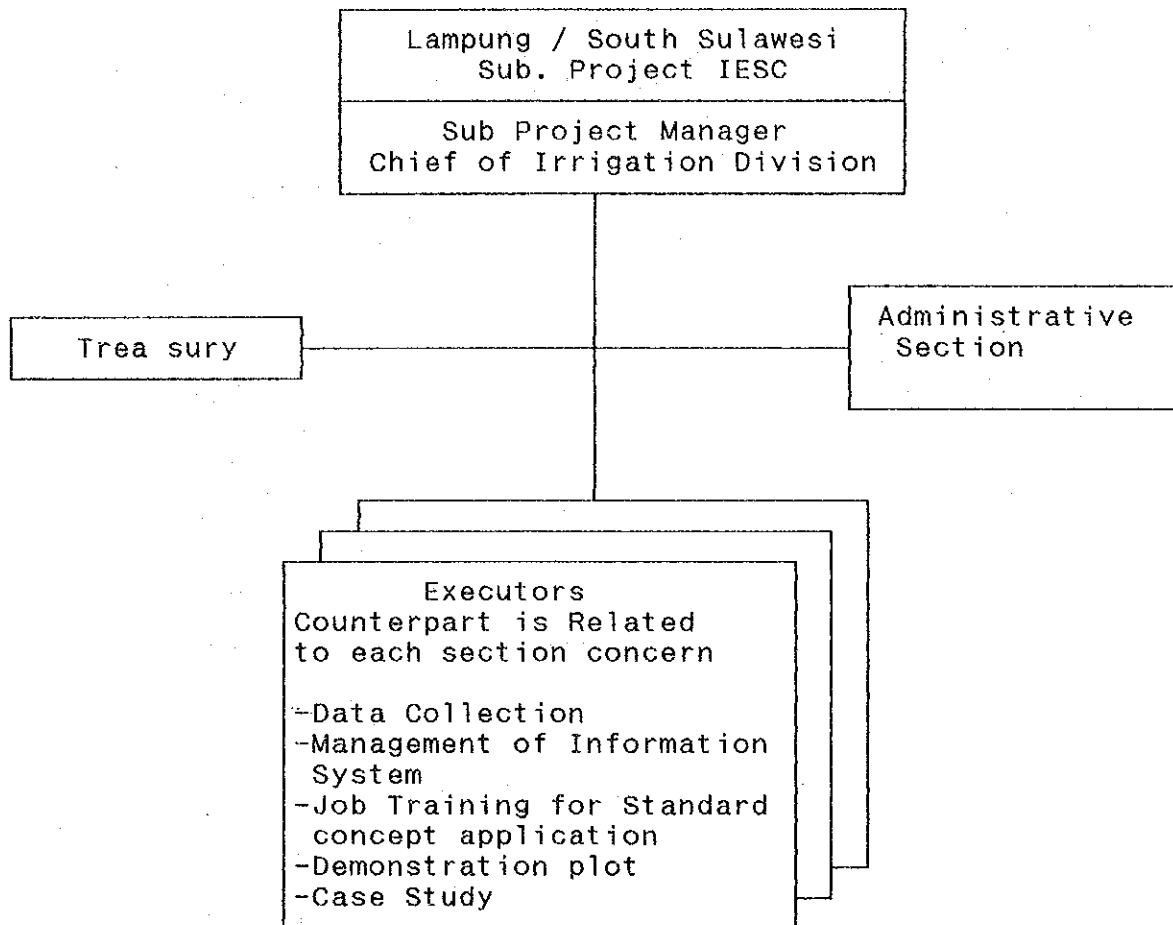 Lampung / South Sulawesi
Sub. Project IESC
Sub Project Manager
Chief of Irrigation Division
Trea sury
Administrative
Section
Executors
Counterpart is Related
to each section concern
-Data Collection
-Management of Information
System
-Job Training for Standard
concept application
-Demonstration plot
-Case Study